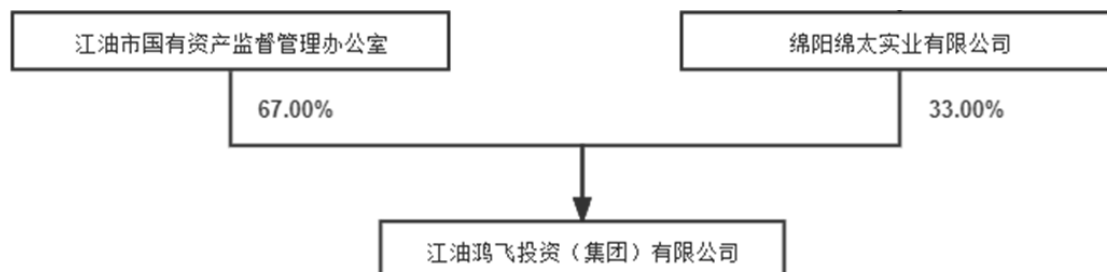 江油市国有资产监督管理办公室
绵阳绵太实业有限公司
67.00%
33.00%
江油鸿飞投资（集团）有限公司